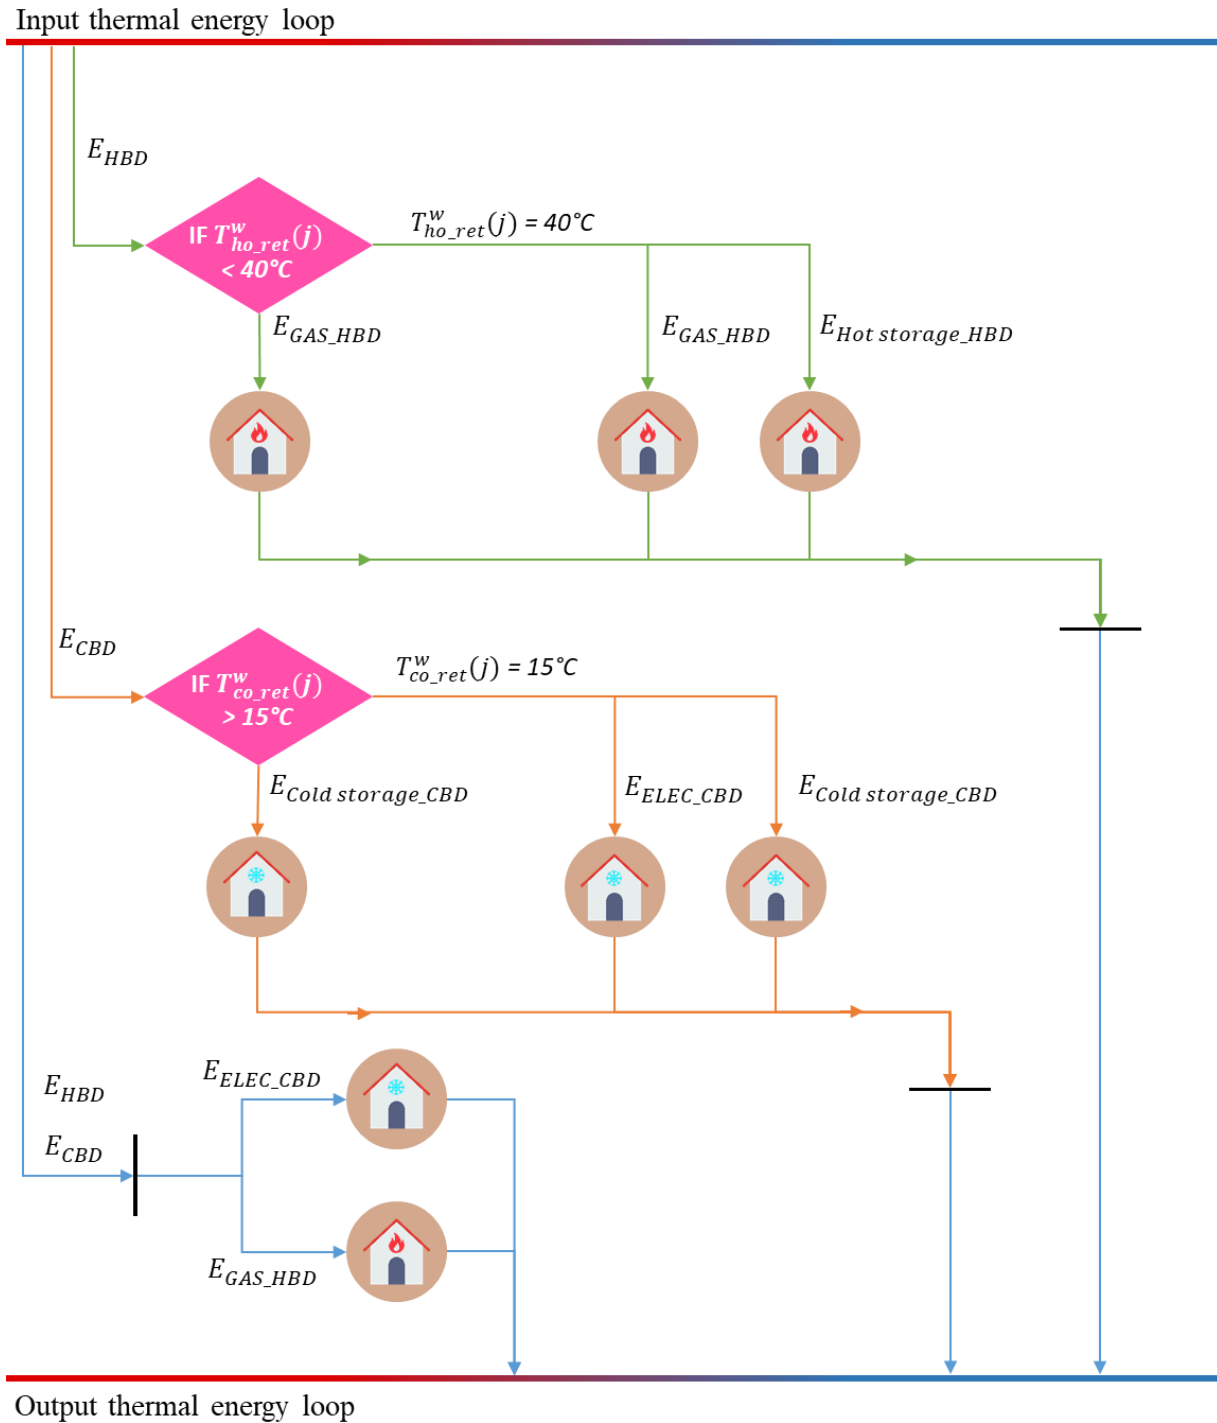 Input thermal energy loop
E_HBD
IF T^w_ho_ret(j)
< 40°C
T^w_ho_ret(j) = 40°C
E_GAS_HBD
E_GAS_HBD
E_Hot storage_HBD
E_CBD
IF T^w_co_ret(j)
> 15°C
T^w_co_ret(j) = 15°C
E_Cold storage_CBD
E_ELEC_CBD
E_Cold storage_CBD
E_ELEC_CBD
E_HBD
E_CBD
E_GAS_HBD
Output thermal energy loop